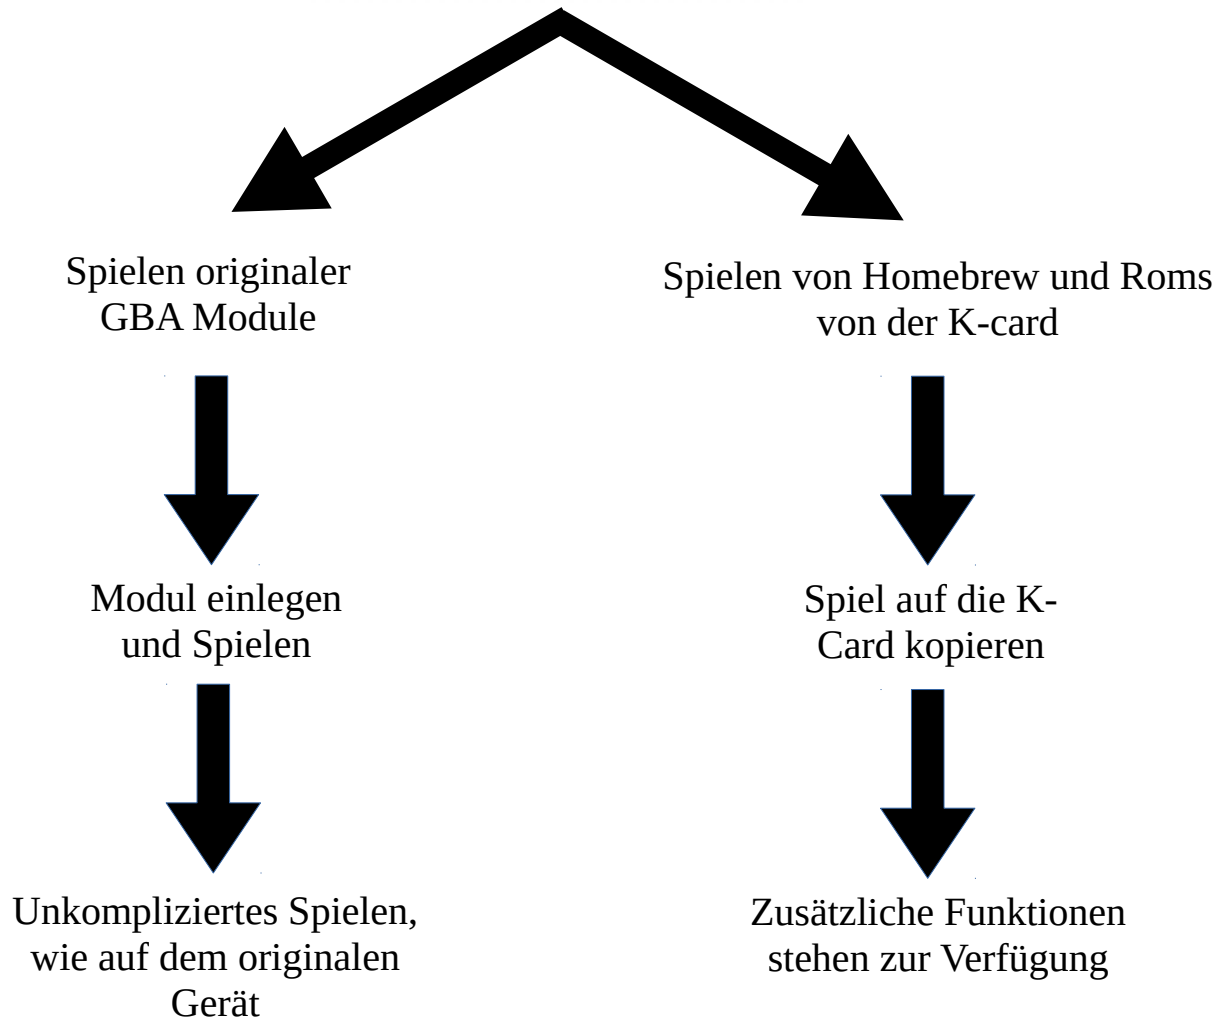 Spielen originaler
GBA Module
Spielen von Homebrew und Roms
von der K-card
Modul einlegen
und Spielen
Spiel auf die K-
Card kopieren
Unkompliziertes Spielen,
wie auf dem originalen
Gerät
Zusätzliche Funktionen
stehen zur Verfügung